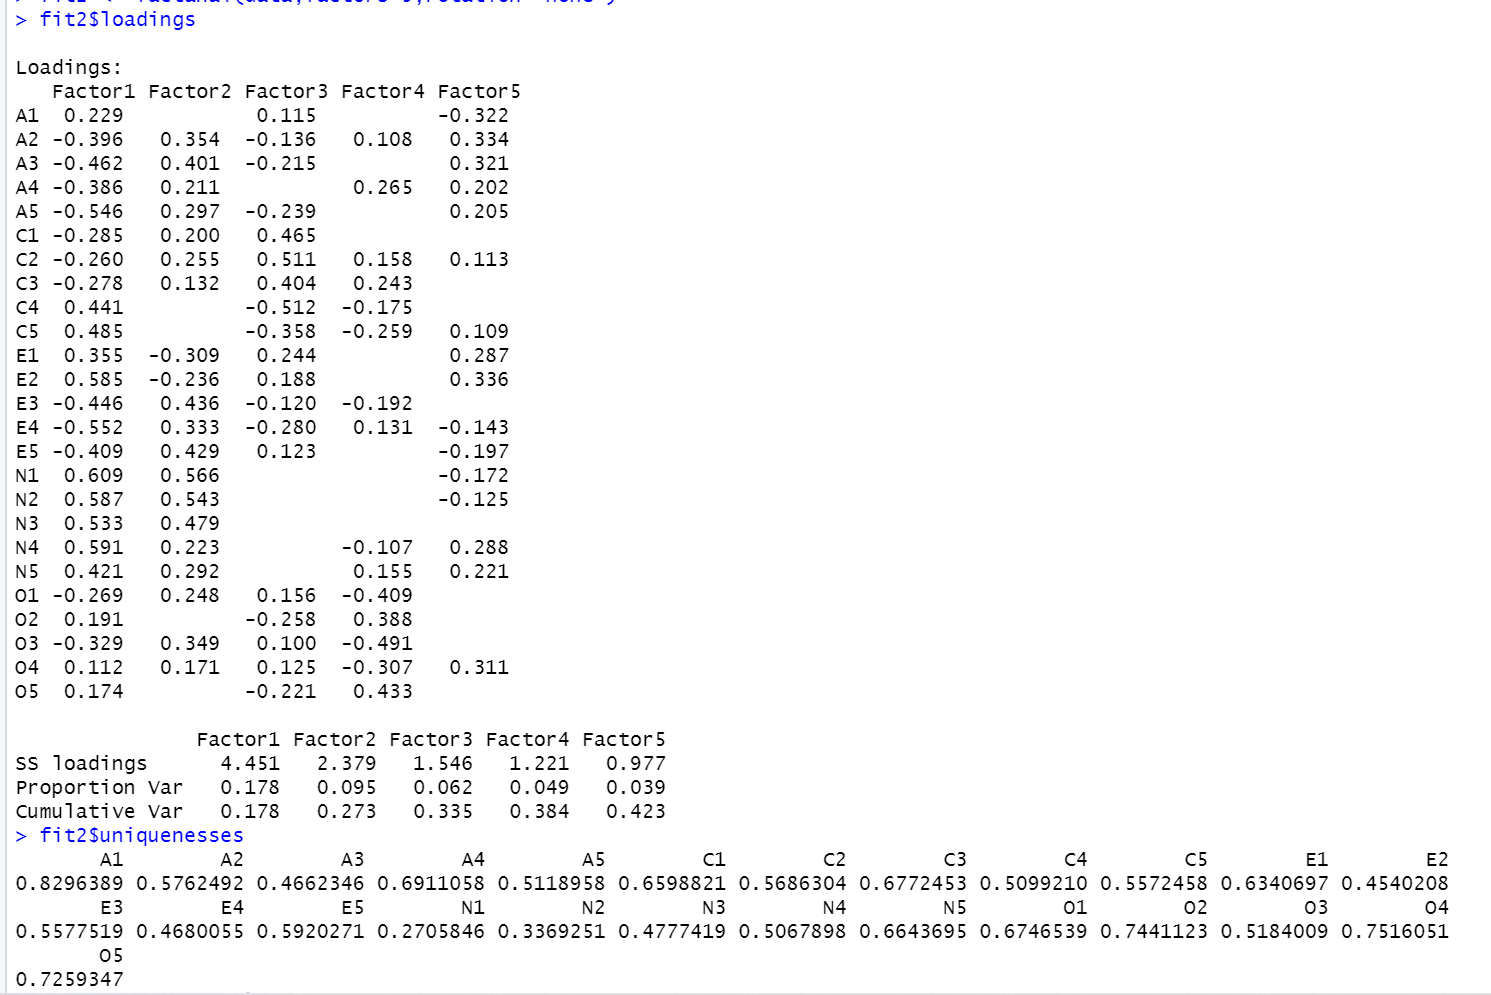 > fit2$loadings

Loadings:
   Factor1 Factor2 Factor3 Factor4 Factor5
A1  0.229           0.115          -0.322
A2 -0.396   0.354  -0.136   0.108   0.334
A3 -0.462   0.401  -0.215           0.321
A4 -0.386   0.211           0.265   0.202
A5 -0.546   0.297  -0.239           0.205
C1 -0.285   0.200   0.465
C2 -0.260   0.255   0.511   0.158   0.113
C3 -0.278   0.132   0.404   0.243
C4  0.441          -0.512  -0.175
C5  0.485          -0.358  -0.259   0.109
E1  0.355  -0.309   0.244           0.287
E2  0.585  -0.236   0.188           0.336
E3 -0.446   0.436  -0.120  -0.192
E4 -0.552   0.333  -0.280   0.131  -0.143
E5 -0.409   0.429   0.123          -0.197
N1  0.609   0.566                  -0.172
N2  0.587   0.543                  -0.125
N3  0.533   0.479
N4  0.591   0.223          -0.107   0.288
N5  0.421   0.292           0.155   0.221
O1 -0.269   0.248   0.156  -0.409
O2  0.191          -0.258   0.388
O3 -0.329   0.349   0.100  -0.491
O4  0.112   0.171   0.125  -0.307   0.311
O5  0.174          -0.221   0.433

               Factor1 Factor2 Factor3 Factor4 Factor5
SS loadings      4.451   2.379   1.546   1.221   0.977
Proportion Var   0.178   0.095   0.062   0.049   0.039
Cumulative Var   0.178   0.273   0.335   0.384   0.423
> fit2$uniquenesses
       A1        A2        A3        A4        A5        C1        C2        C3        C4        C5        E1        E2
0.8296389 0.5762492 0.4662346 0.6911058 0.5118958 0.6598821 0.5686304 0.6772453 0.5099210 0.5572458 0.6340697 0.4540208
       E3        E4        E5        N1        N2        N3        N4        N5        O1        O2        O3        O4
0.5577519 0.4680055 0.5920271 0.2705846 0.3369251 0.4777419 0.5067898 0.6643695 0.6746539 0.7441123 0.5184009 0.7516051
       O5
0.7259347